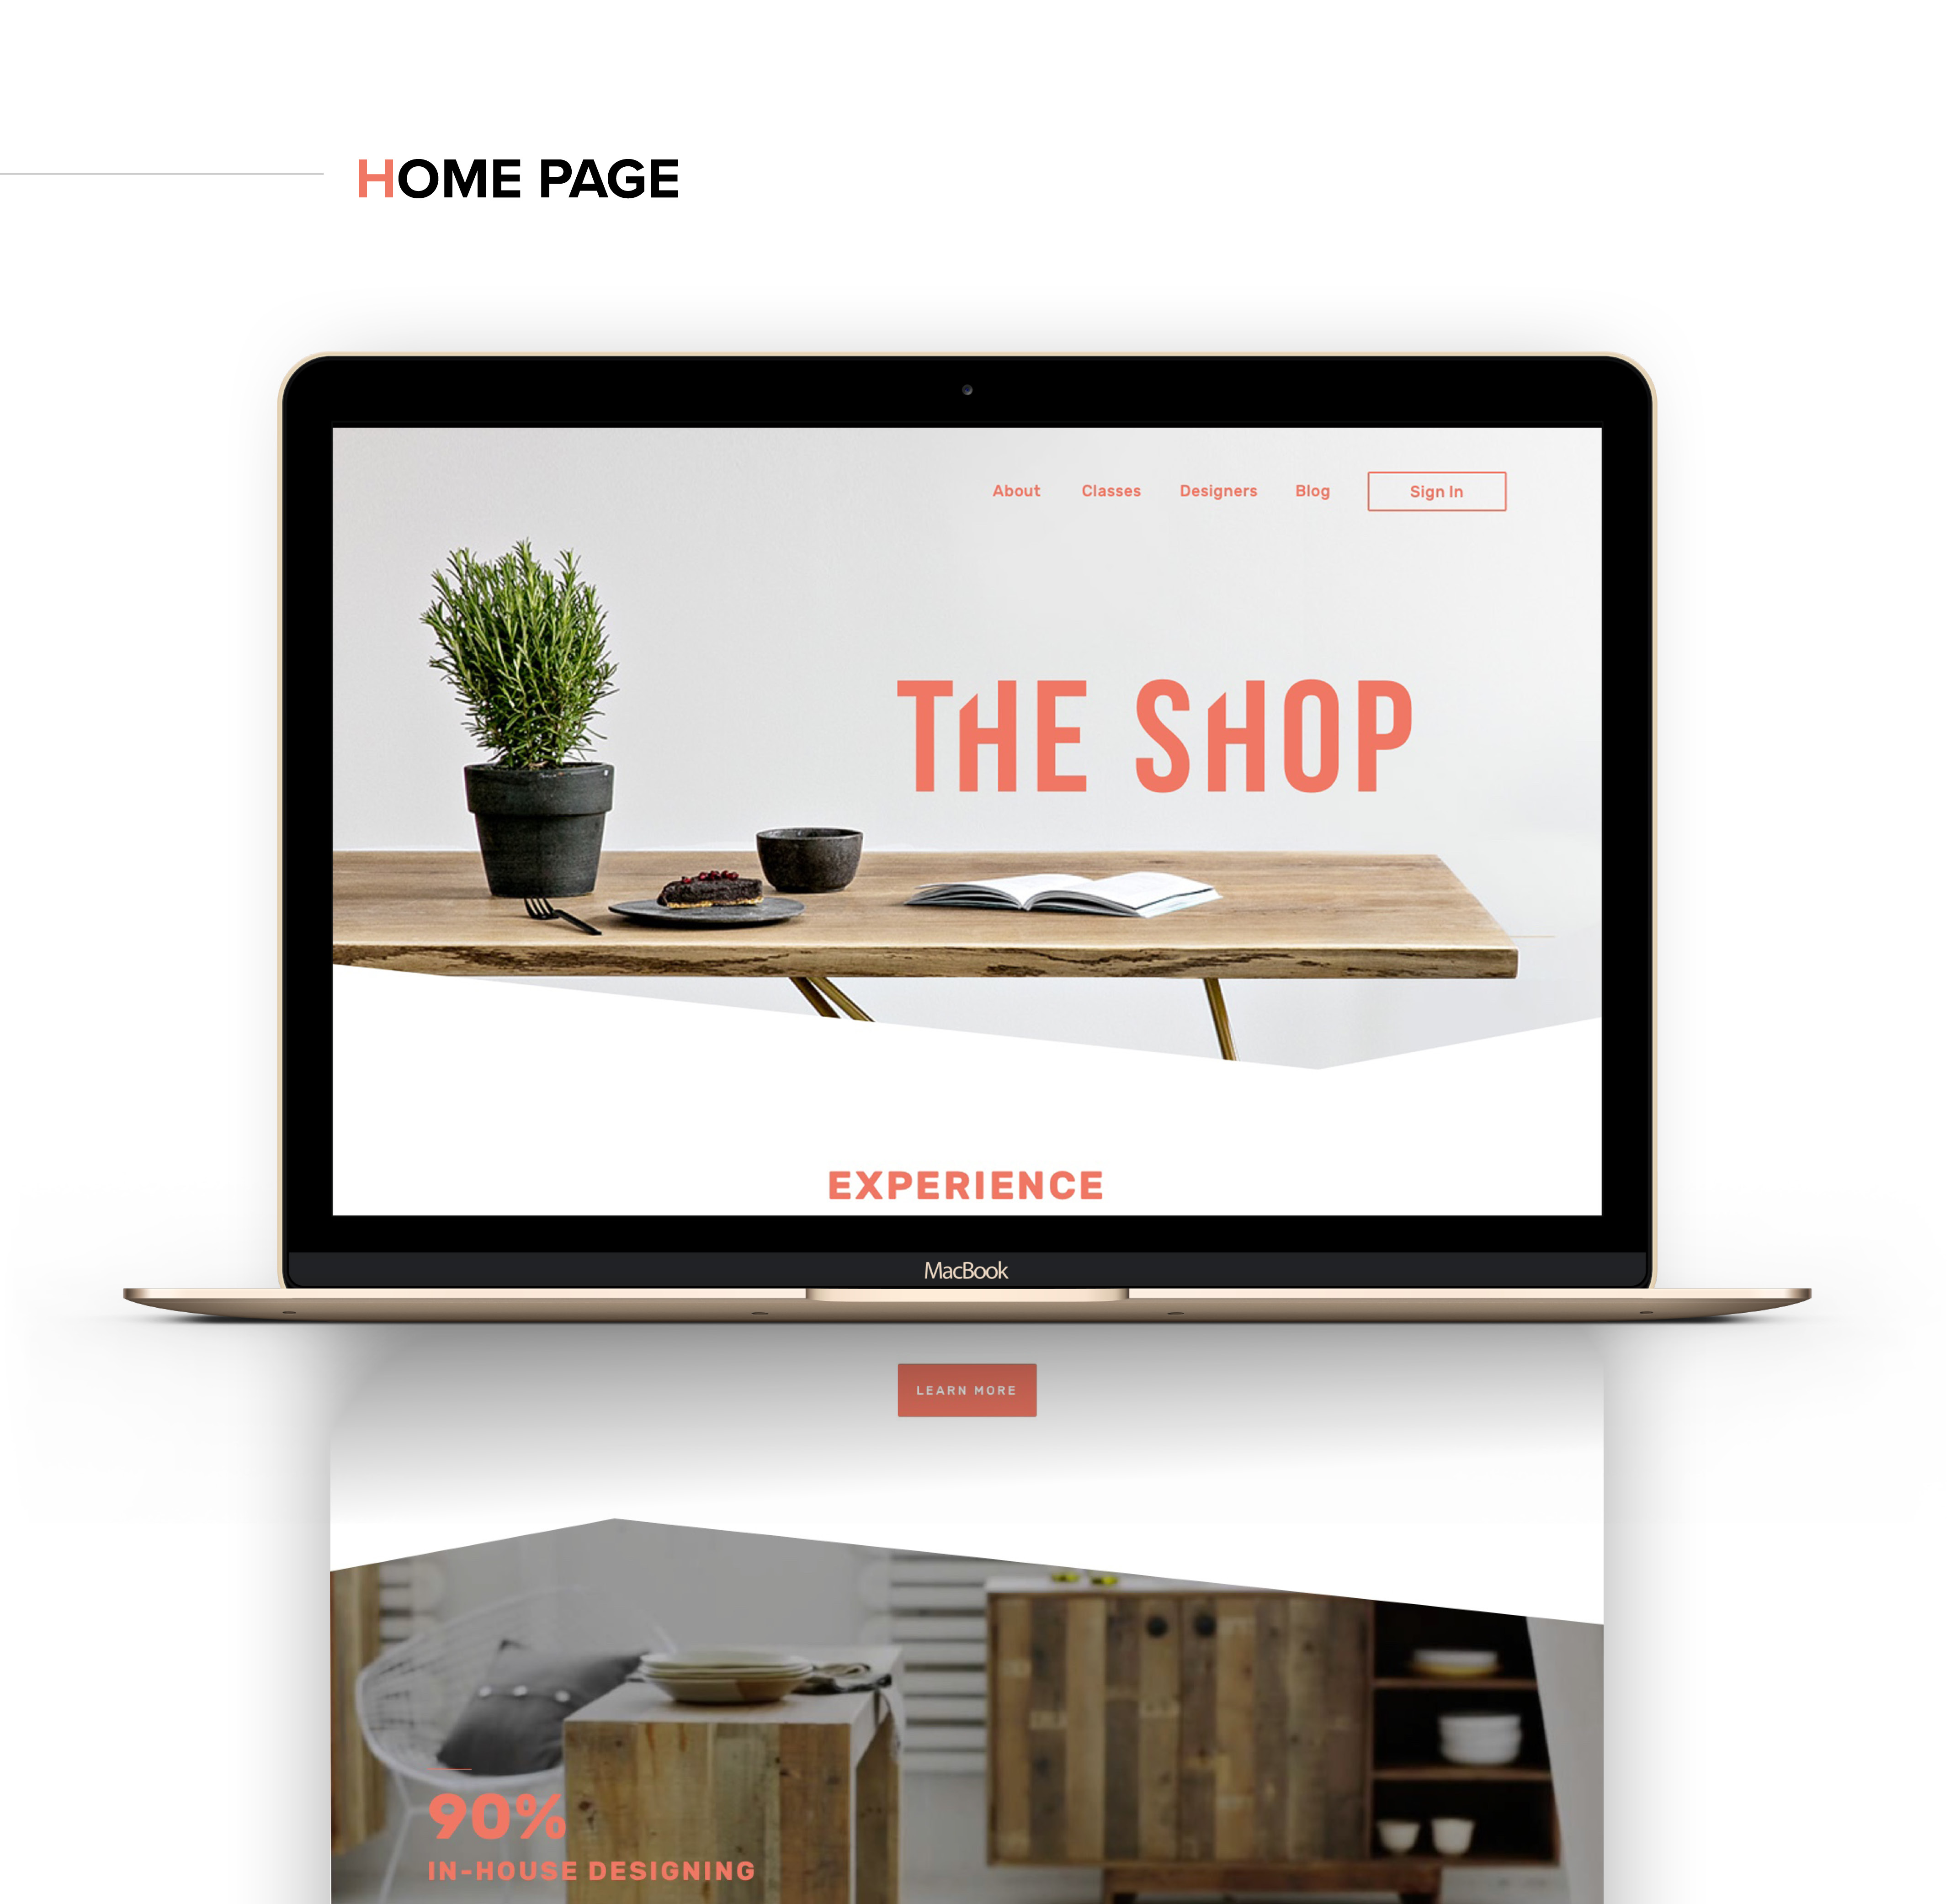 HOME PAGE
About Classes Designers Blog Sign In
THE SHOP
EXPERIENCE
MacBook
LEARN MORE
90%
IN-HOUSE DESIGNING